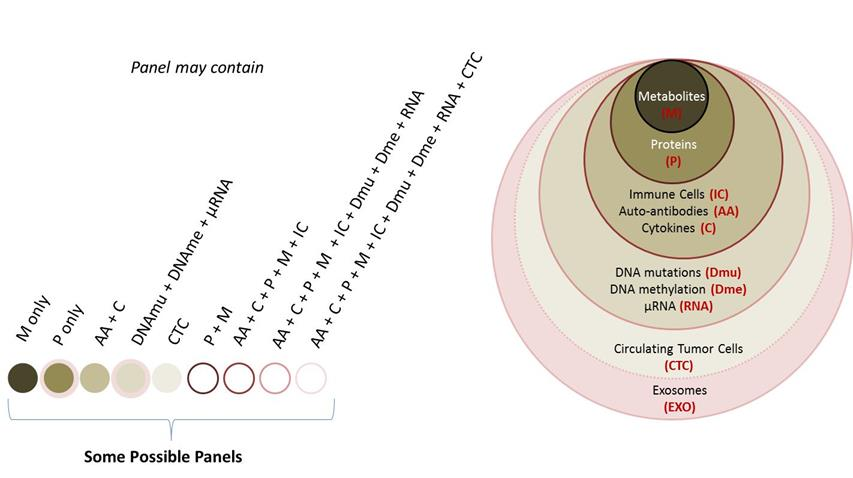 Panel may contain
M only
P only
AA + C
DNAmu + DNAme + µRNA
CTC
P + M
AA + C + P + M + IC
AA + C + P + M + IC + Dmu + Dme + RNA
AA + C + P + M + IC + Dmu + Dme + RNA + CTC
Some Possible Panels
Metabolites
(M)
Proteins
(P)
Immune Cells (IC)
Auto-antibodies (AA)
Cytokines (C)
DNA mutations (Dmu)
DNA methylation (Dme)
µRNA (RNA)
Circulating Tumor Cells
(CTC)
Exosomes
(EXO)